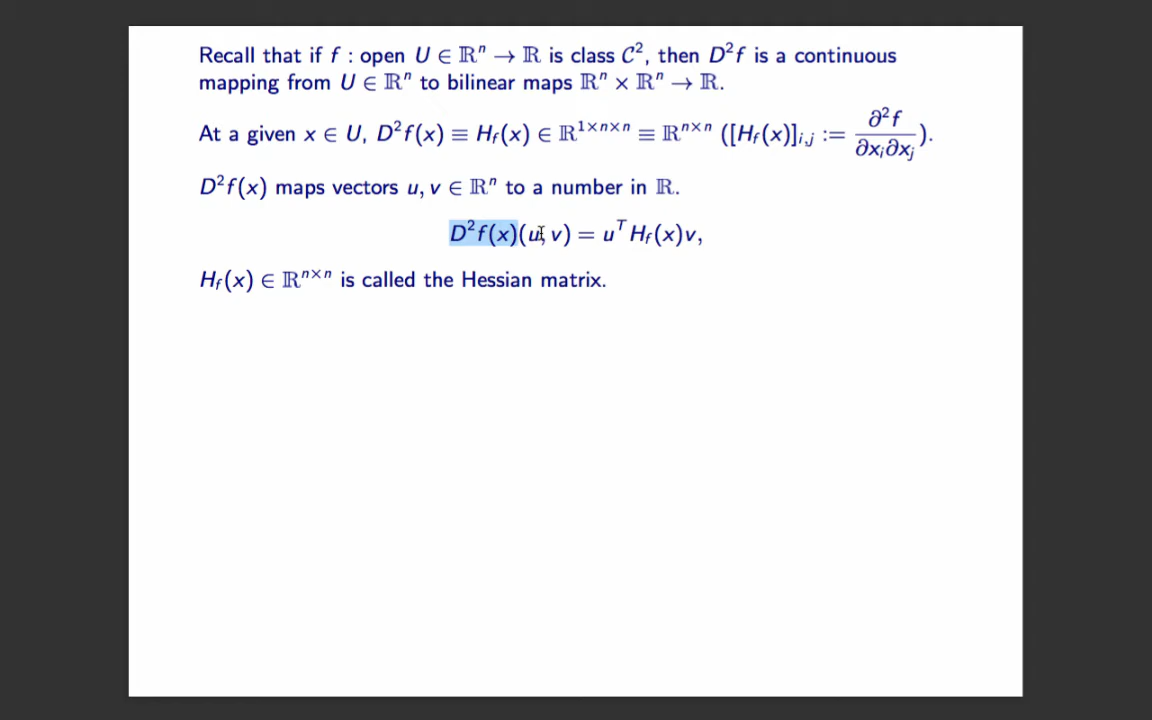 Recall that if f : open U ∈ ℝⁿ → ℝ is class 𝒞², then D²f is a continuous
mapping from U ∈ ℝⁿ to bilinear maps ℝⁿ × ℝⁿ → ℝ.
At a given x ∈ U, D²f(x) ≡ H_f(x) ∈ ℝ^{1×n×n} ≡ ℝ^{n×n} ([H_f(x)]_{i,j} := ∂²f / ∂x_i∂x_j).
D²f(x) maps vectors u, v ∈ ℝⁿ to a number in ℝ.
D²f(x)(u, v) = uᵀH_f(x)v,
H_f(x) ∈ ℝ^{n×n} is called the Hessian matrix.